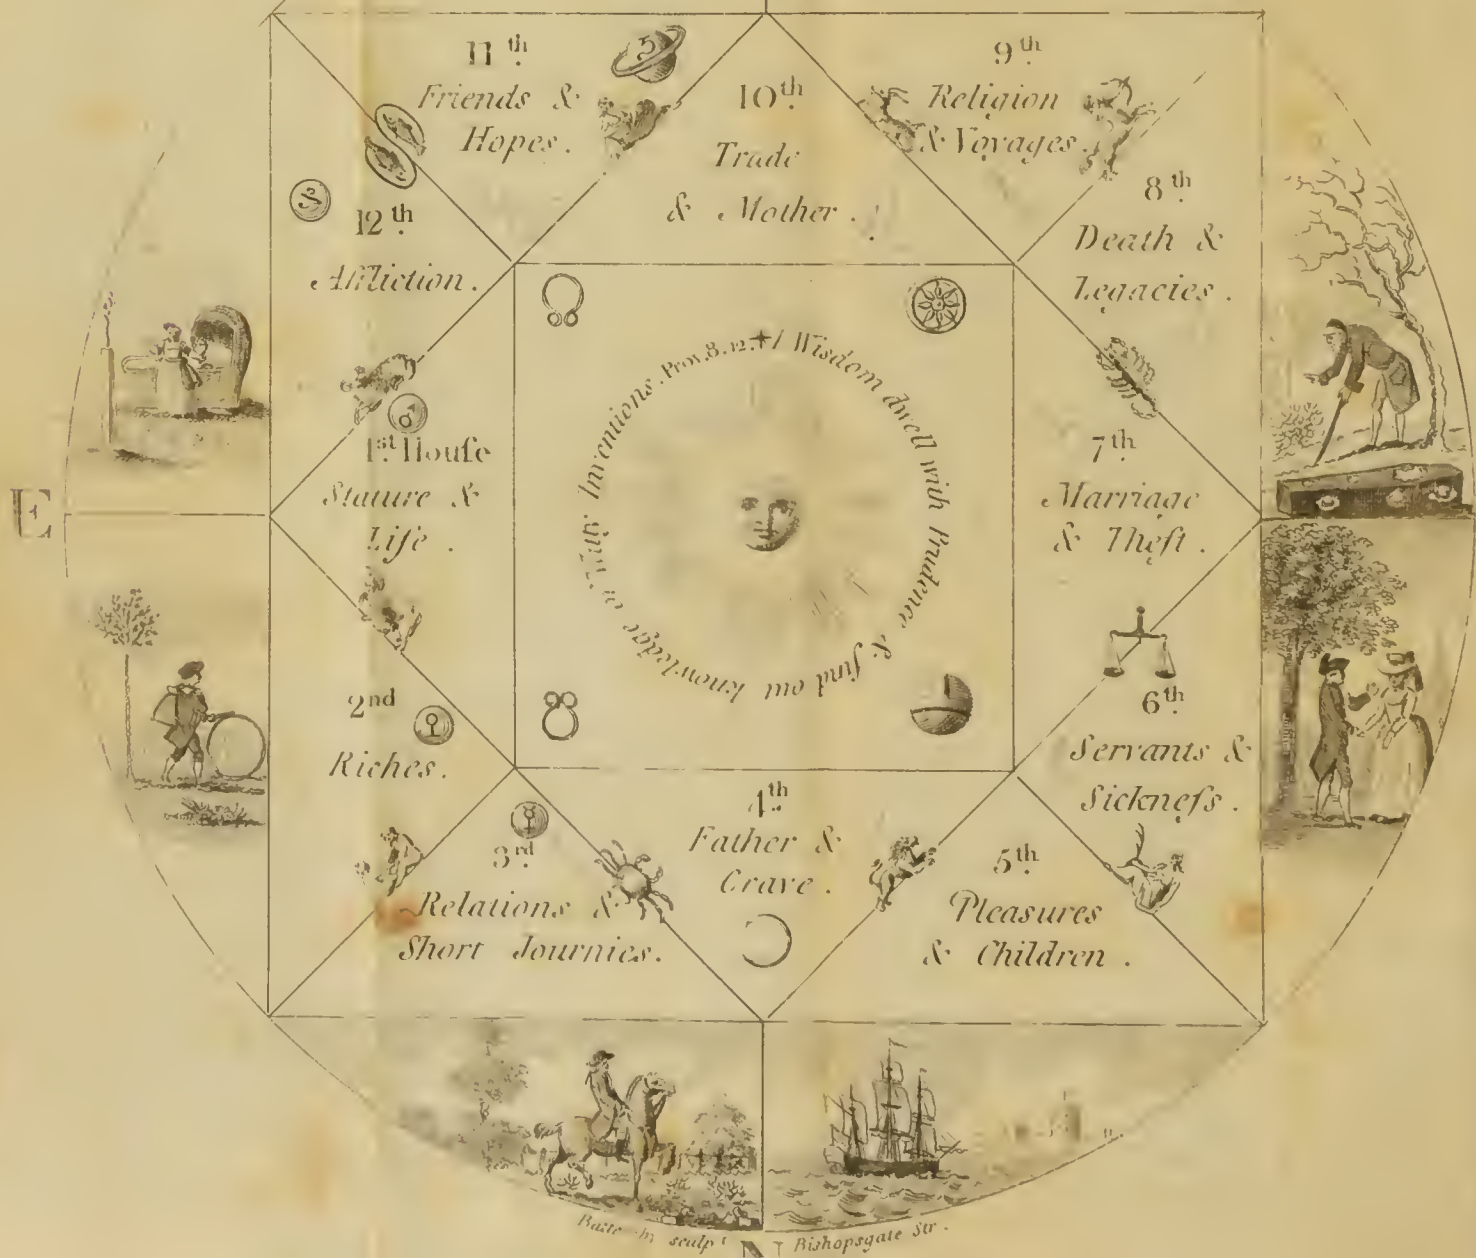 11th
Friends &
Hopes.
10th
Trade
& Mother.
9th
Religion
& Voyages.
8th
Death &
Legacies.
12th
Affliction.
I Wisdom dwell with Prudence & find out knowledge of Witty Inventions. Prov. 8. 12.
1st Houſe
Stature &
Life.
7th
Marriage
& Theft.
E
2nd
Riches.
6th
Servants &
Sickneſs.
3rd
Relations &
Short Journies.
4th
Father &
Grave.
5th
Pleasures
& Children.
sculpt
Bishopsgate Str.
N